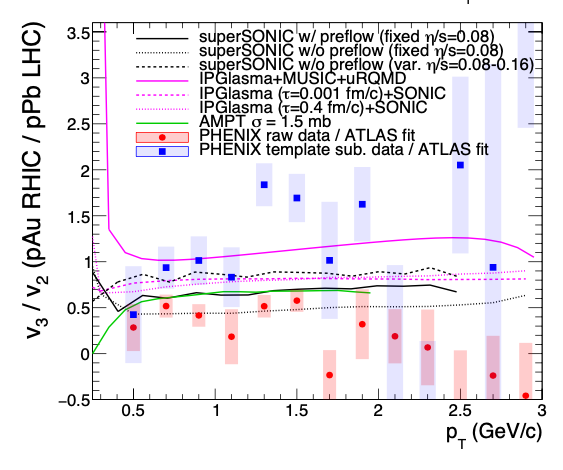 superSONIC w/ preflow (fixed η/s=0.08)
superSONIC w/o preflow (fixed η/s=0.08)
superSONIC w/o preflow (var. η/s=0.08-0.16)
IPGlasma+MUSIC+uRQMD
IPGlasma (τ=0.001 fm/c)+SONIC
IPGlasma (τ=0.4 fm/c)+SONIC
AMPT σ = 1.5 mb
PHENIX raw data / ATLAS fit
PHENIX template sub. data / ATLAS fit
v3 / v2 (pAu RHIC / pPb LHC)
3.5
3
2.5
2
1.5
1
0.5
0
−0.5
0.5
1
1.5
2
2.5
3
pT (GeV/c)